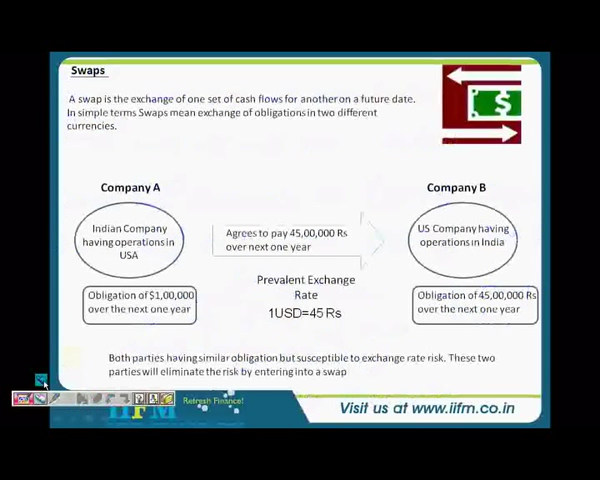 Swaps
A swap is the exchange of one set of cash flows for another on a future date.
In simple terms Swaps mean exchange of obligations in two different
currencies.
$
Company A
Company B
Indian Company
having operations in
USA
Agrees to pay 45,00,000 Rs
over next one year
US Company having
operations in India
Prevalent Exchange
Rate
1USD=45 Rs
Obligation of $1,00,000
over the next one year
Obligation of 45,00,000 Rs
over the next one year
Both parties having similar obligation but susceptible to exchange rate risk. These two
parties will eliminate the risk by entering into a swap
IIFM
Refresh Finance!
Visit us at www.iifm.co.in